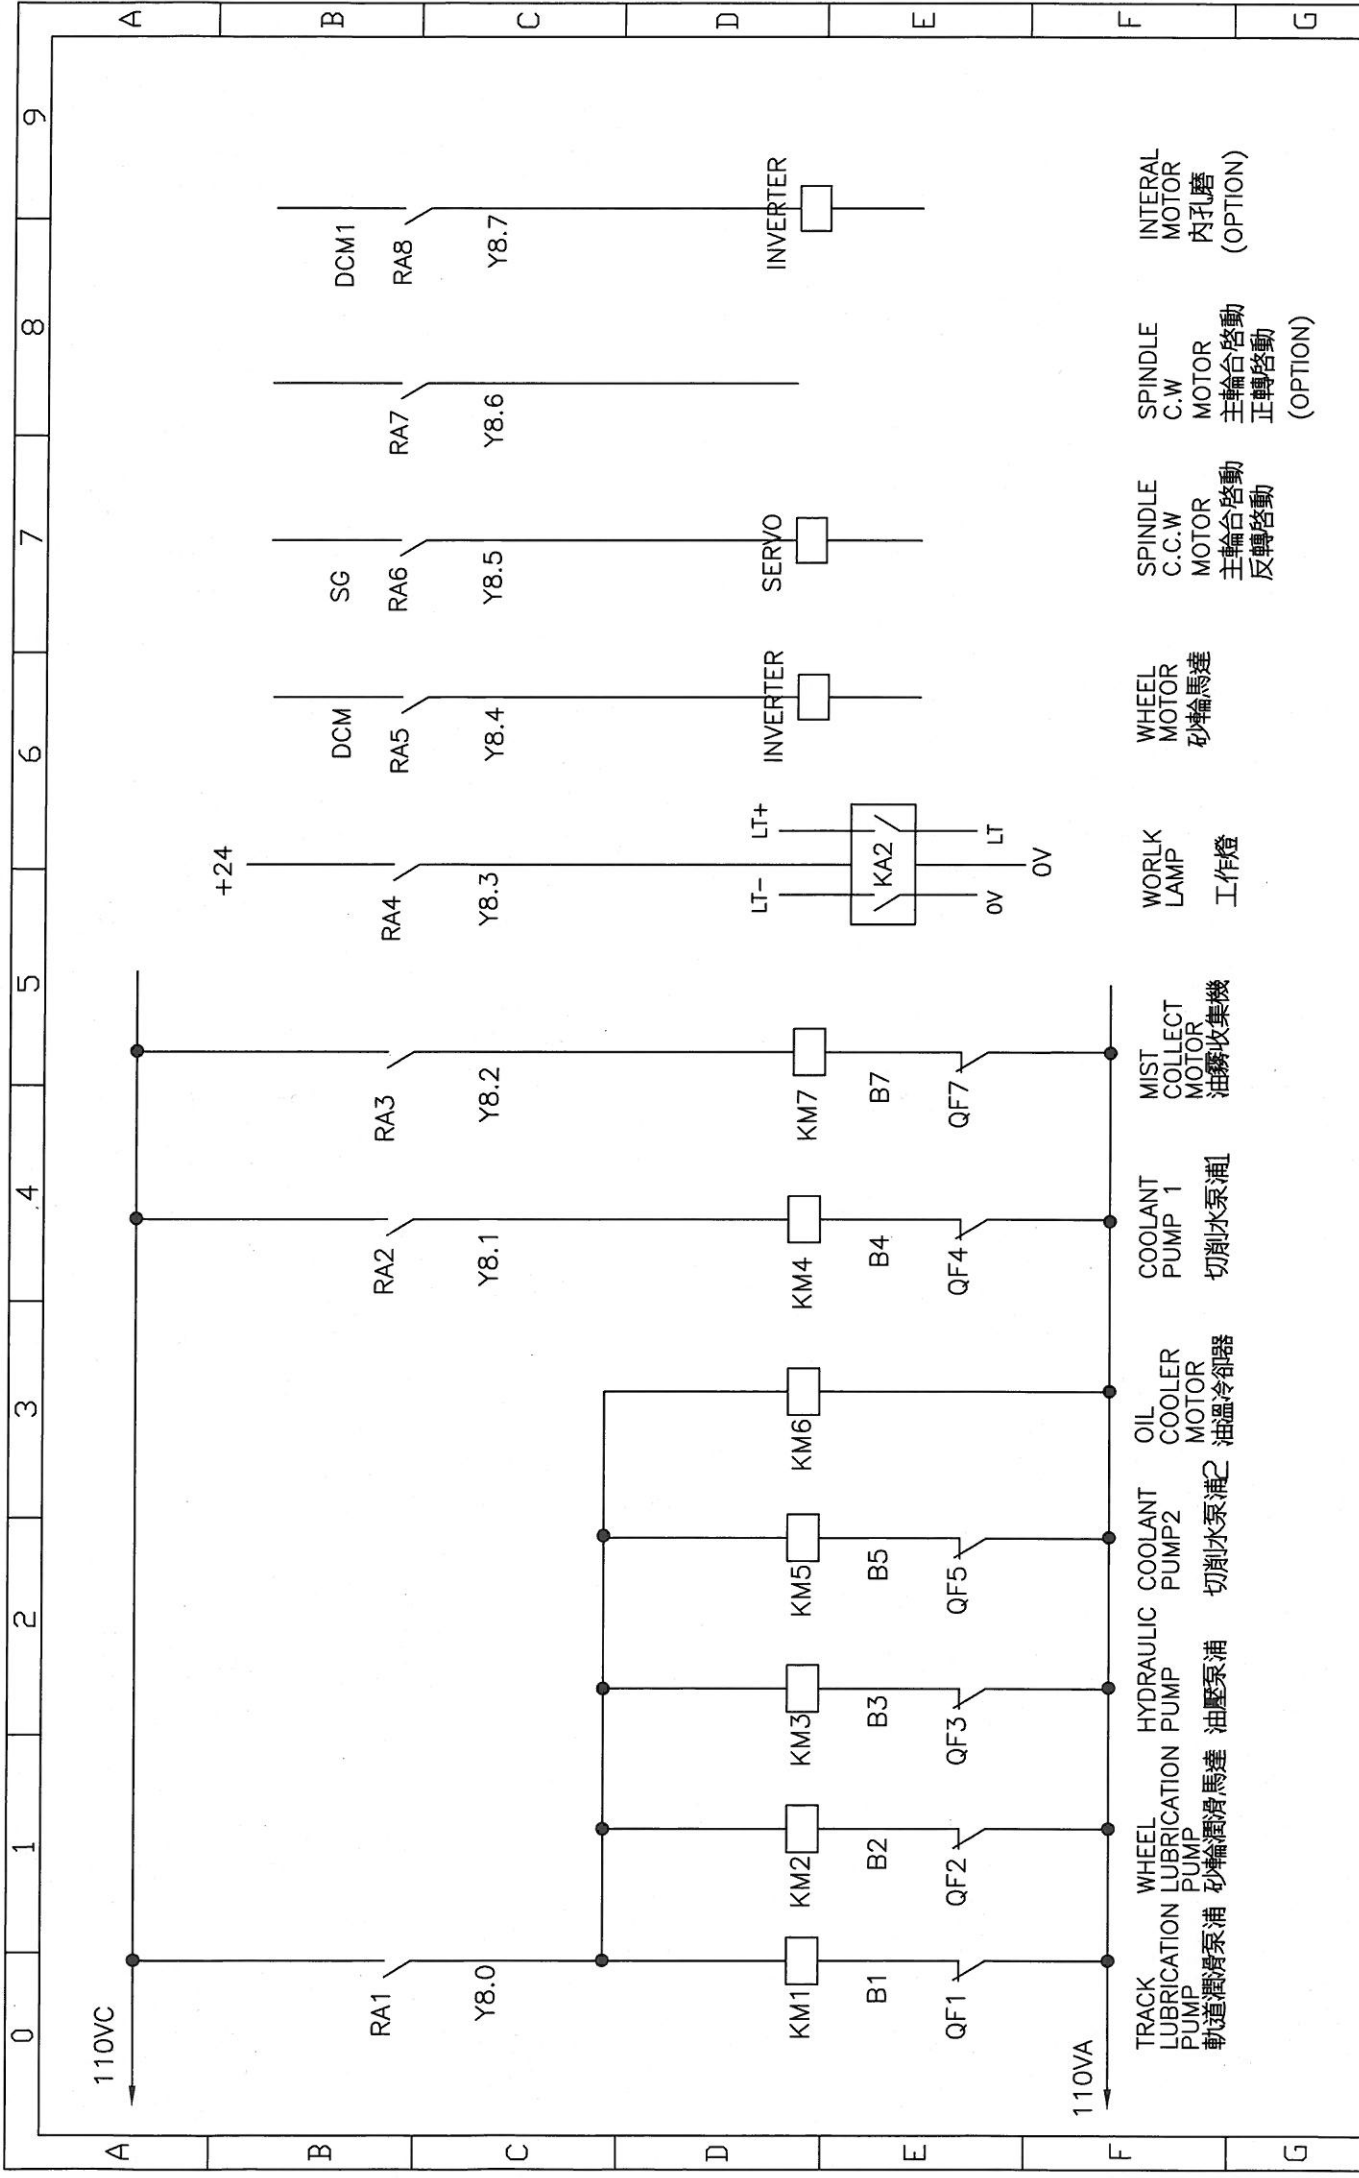 0 1 2 3 4 5 6 7 8 9
A
B
C
D
E
F
G
A
B
C
D
E
F
G
110VC
110VA
RA1
Y8.0
KM1
B1
QF1
TRACK
LUBRICATION
PUMP
軌道潤滑泵浦
KM2
B2
QF2
WHEEL
LUBRICATION
PUMP
砂輪潤滑馬達
KM3
B3
QF3
HYDRAULIC
PUMP
油壓泵浦
KM5
B5
QF5
COOLANT
PUMP2
切削水泵浦2
KM6
OIL
COOLER
MOTOR
油溫冷卻器
RA2
Y8.1
KM4
B4
QF4
COOLANT
PUMP 1
切削水泵浦1
RA3
Y8.2
KM7
B7
QF7
MIST
COLLECT
MOTOR
油霧收集機
+24
RA4
Y8.3
LT- LT+
KA2
0V LT
0V
WORLK
LAMP
工作燈
DCM
RA5
Y8.4
INVERTER
WHEEL
MOTOR
砂輪馬達
SG
RA6
Y8.5
SERVO
SPINDLE
C.C.W
MOTOR
主輪台啓動
反轉啓動
RA7
Y8.6
SPINDLE
C.W
MOTOR
主輪台啓動
正轉啓動
(OPTION)
DCM1
RA8
Y8.7
INVERTER
INTERAL
MOTOR
內孔磨
(OPTION)